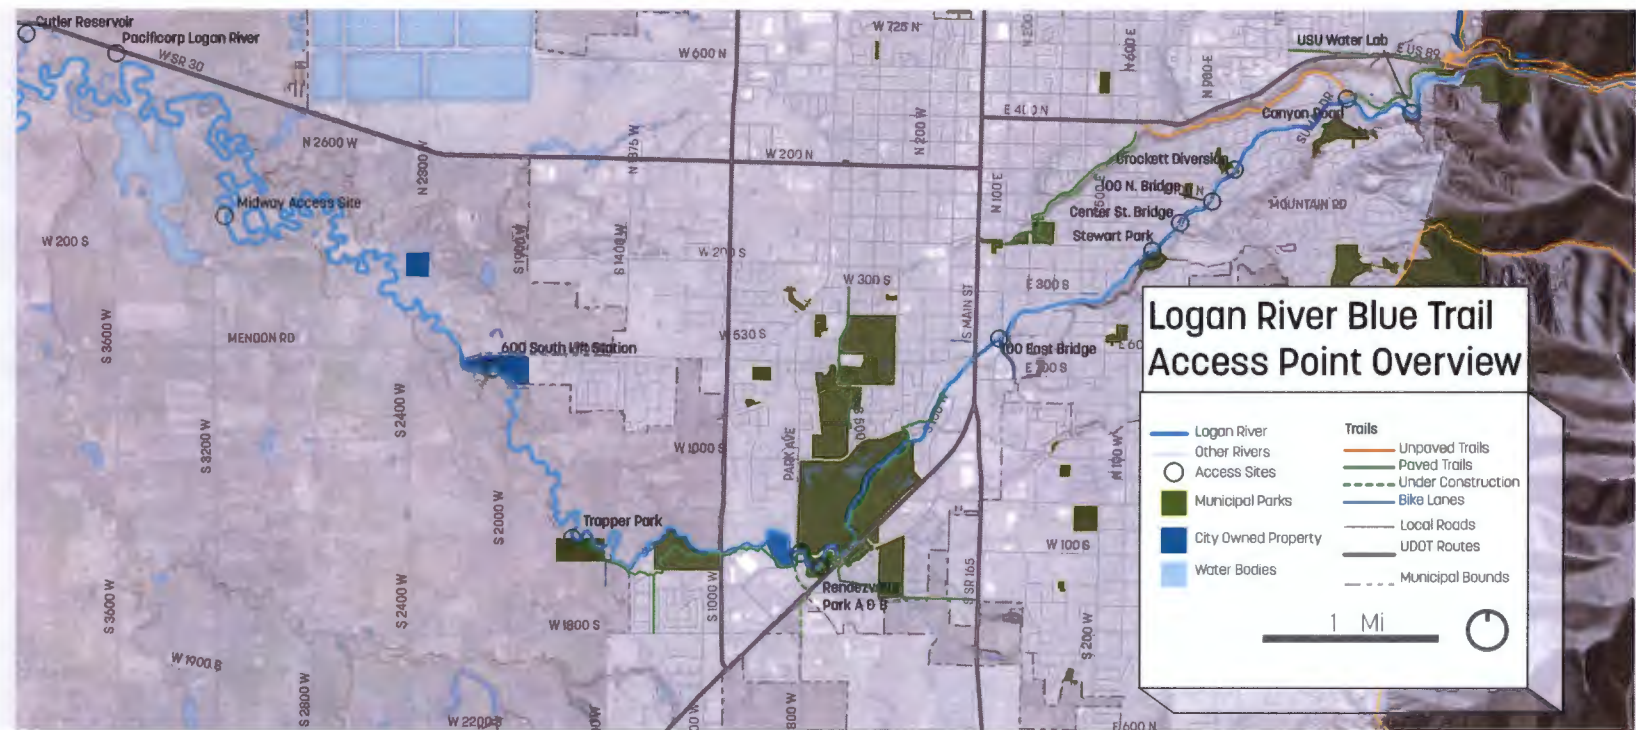 Cutler Reservoir
Pacificorp Logan River
W SR 30
W 600 N
W 725 N
N 200 E
N 600 E
N 900 E
USU Water Lab
E US 89
E 400 N
Canyon Road
N 2600 W
N 2300 W
N 1375 W
W 200 N
N 200 W
Crockett Diversion
100 N. Bridge
N 100 E
Center St. Bridge
MOUNTAIN RD
Midway Access Site
Stewart Park
W 200 S
S 1900 W
S 1400 W
W 200 S
W 300 S
E 300 S
S MAIN ST
S 3600 W
MENDON RD
W 630 S
600 South Lift Station
100 East Bridge
E 700 S
Logan River Blue Trail
Access Point Overview
S 2400 W
S 3200 W
W 1000 S
PARK AVE
S 2000 W
Trapper Park
Rendezvous
Park A & B
S 1000 W
S SR 165
S 3600 W
S 2400 W
W 1800 S
S 200 W
S 2800 W
Logan River
Other Rivers
Access Sites
Municipal Parks
City Owned Property
Water Bodies
Trails
Unpaved Trails
Paved Trails
Under Construction
Bike Lanes
Local Roads
UDOT Routes
Municipal Bounds
1 Mi
E 600 N